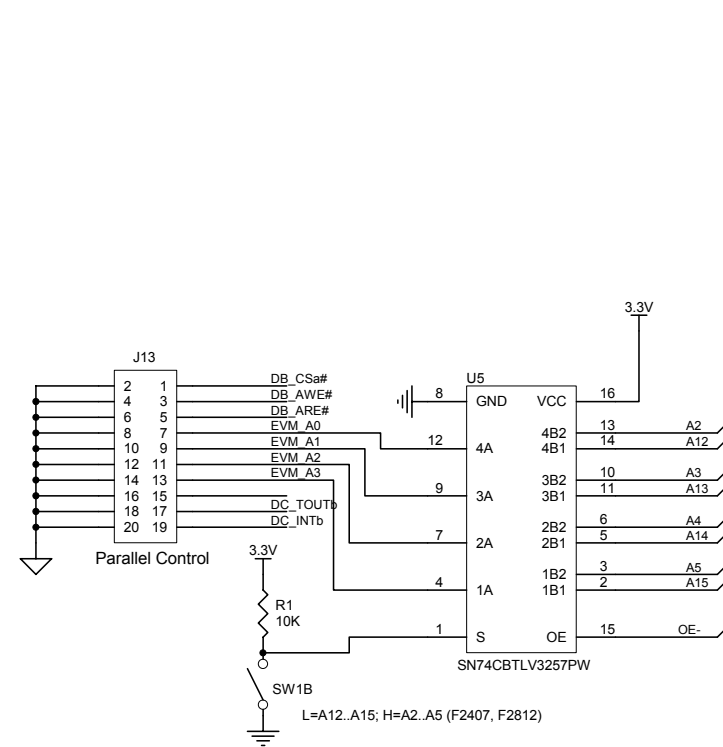 3.3V
J13
2 1 DB_CSa#
4 3 DB_AWE#
6 5 DB_ARE#
8 7 EVM_A0
10 9 EVM_A1
12 11 EVM_A2
14 13 EVM_A3
16 15
18 17 DC_TOUTb
20 19 DC_INTb
Parallel Control
3.3V
R1
10K
SW1B
L=A12..A15; H=A2..A5 (F2407, F2812)
U5
8 GND VCC 16
4B2 13 A2
12 4A 4B1 14 A12
3B2 10 A3
9 3A 3B1 11 A13
2B2 6 A4
7 2A 2B1 5 A14
1B2 3 A5
4 1A 1B1 2 A15
1 S OE 15 OE-
SN74CBTLV3257PW